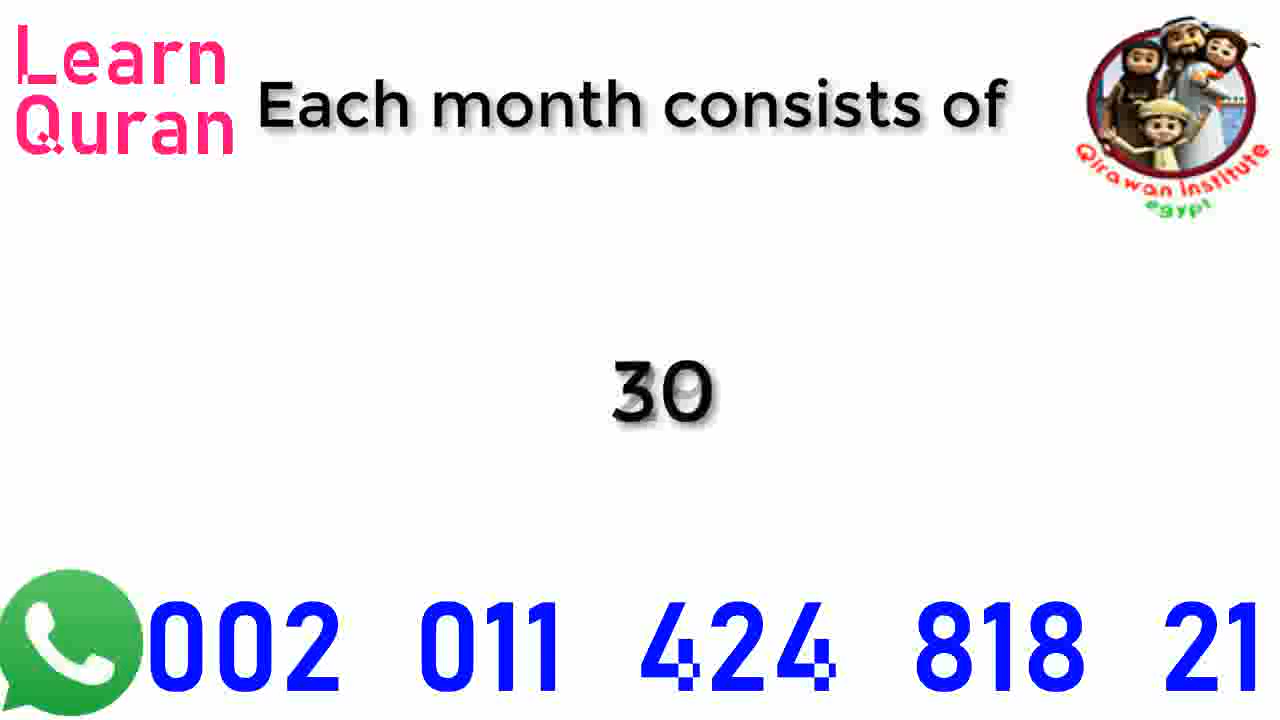 Learn
Quran
Each month consists of
Qirawan institute
egypt
30
002 011 424 818 21